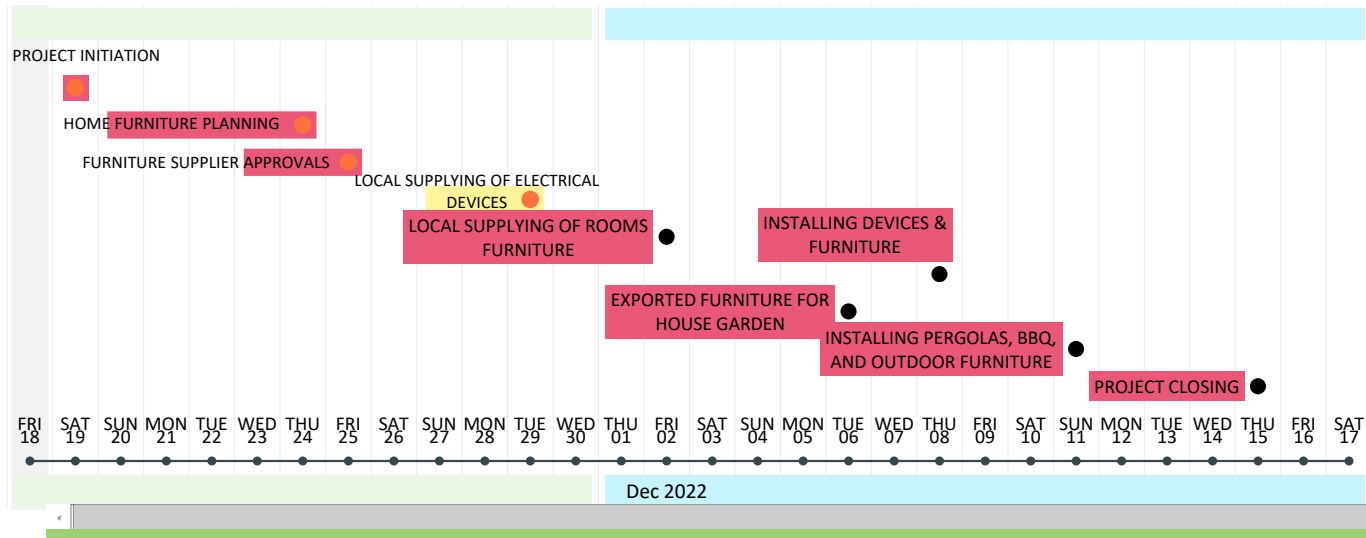 PROJECT INITIATION
HOME FURNITURE PLANNING
FURNITURE SUPPLIER APPROVALS
LOCAL SUPPLYING OF ELECTRICAL
DEVICES
LOCAL SUPPLYING OF ROOMS
FURNITURE
INSTALLING DEVICES &
FURNITURE
EXPORTED FURNITURE FOR
HOUSE GARDEN
INSTALLING PERGOLAS, BBQ,
AND OUTDOOR FURNITURE
PROJECT CLOSING
FRI SAT SUN MON TUE WED THU FRI SAT SUN MON TUE WED THU FRI SAT SUN MON TUE WED THU FRI SAT SUN MON TUE WED THU FRI SAT
18 19 20 21 22 23 24 25 26 27 28 29 30 01 02 03 04 05 06 07 08 09 10 11 12 13 14 15 16 17
Dec 2022